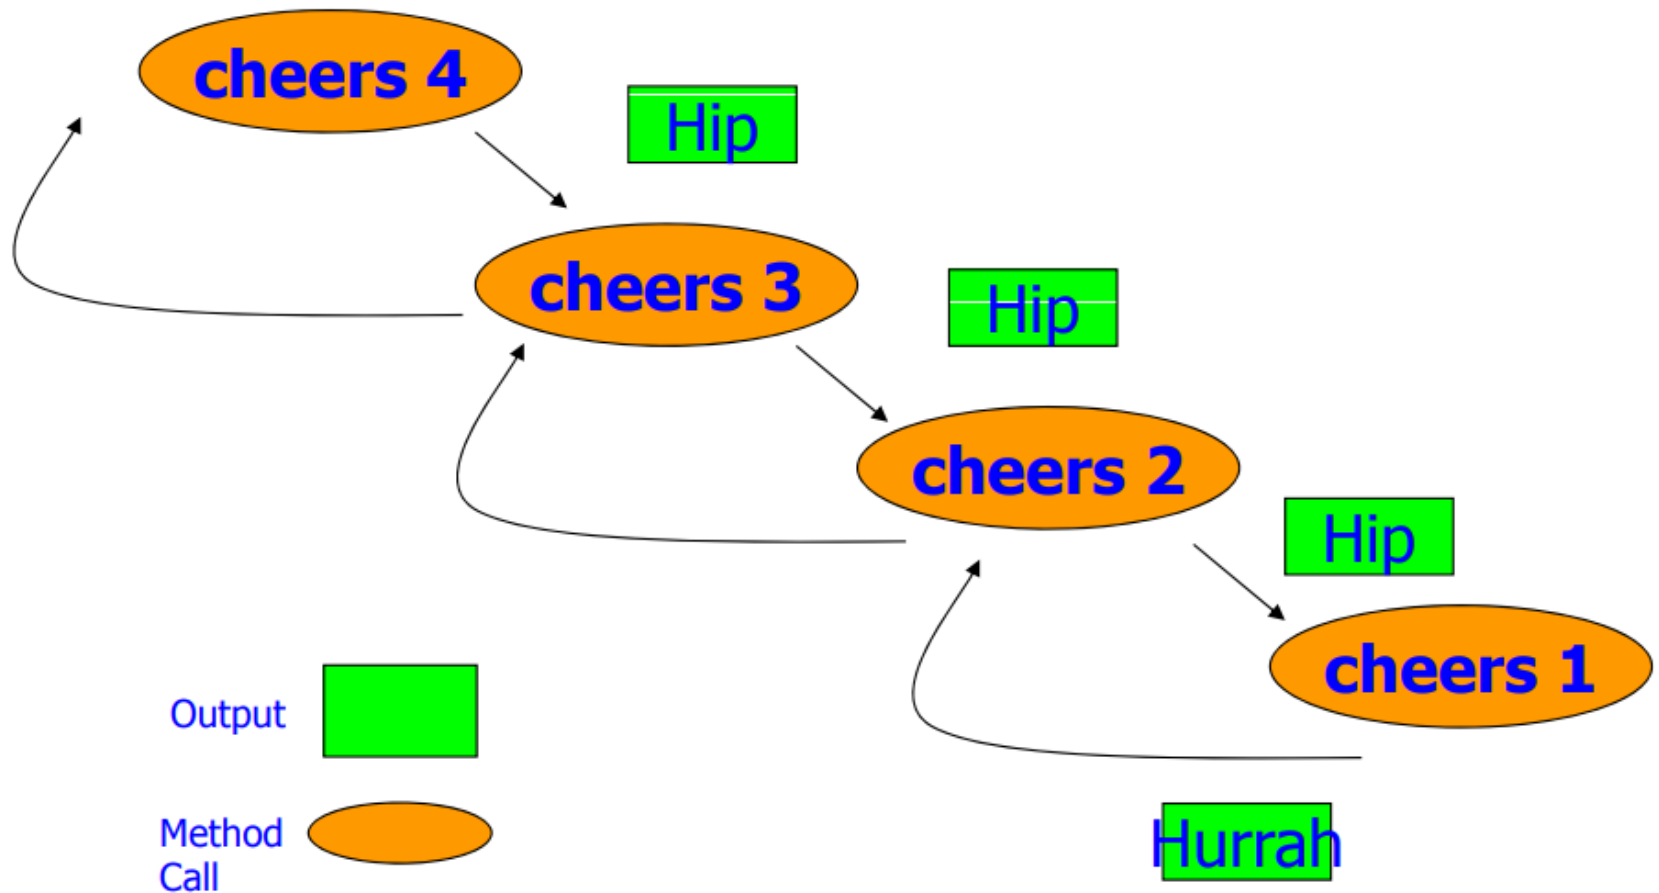 cheers 4
Hip
cheers 3
Hip
cheers 2
Hip
cheers 1
Output
Method
Call
Hurrah